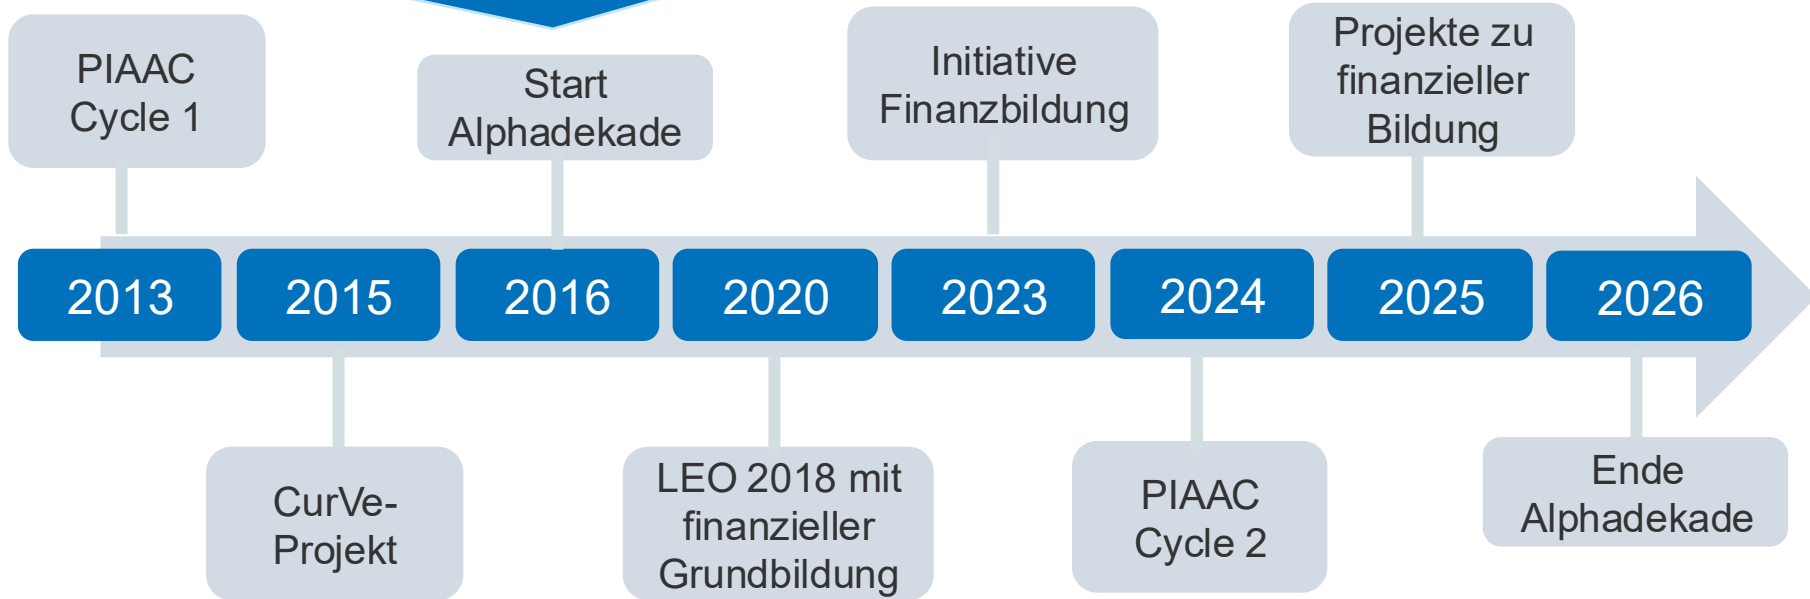 PIAAC
Cycle 1
Start
Alphadekade
Initiative
Finanzbildung
Projekte zu
finanzieller
Bildung
2013
2015
2016
2020
2023
2024
2025
2026
CurVe-
Projekt
LEO 2018 mit
finanzieller
Grundbildung
PIAAC
Cycle 2
Ende
Alphadekade